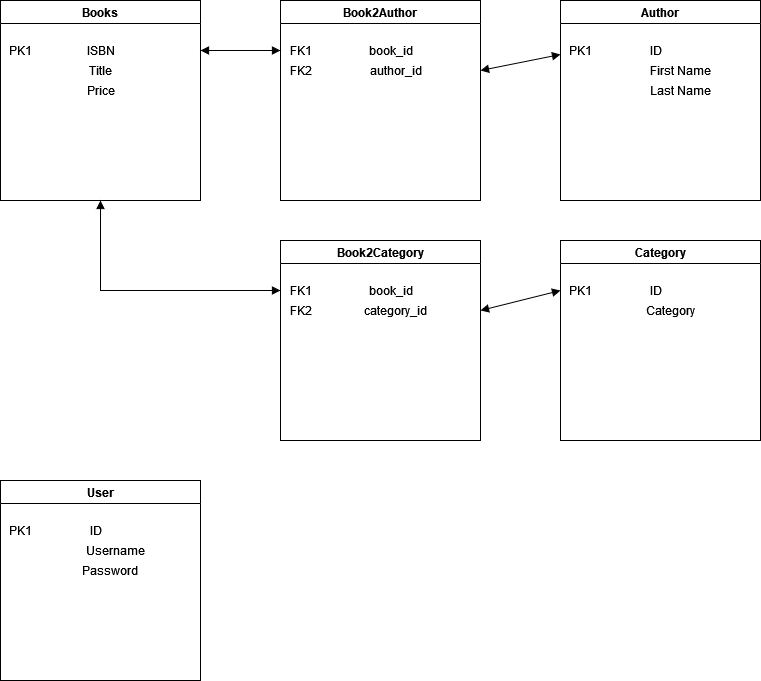 Books
PK1 ISBN
Title
Price
Book2Author
FK1 book_id
FK2 author_id
Author
PK1 ID
First Name
Last Name
Book2Category
FK1 book_id
FK2 category_id
Category
PK1 ID
Category
User
PK1 ID
Username
Password